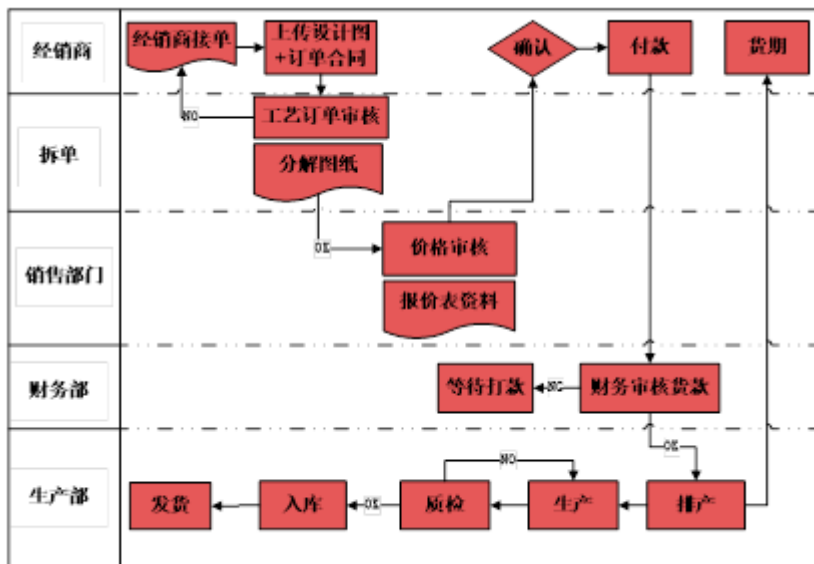 经销商
经销商接单
上传设计图
+订单合同
确认
付款
货期
NO
工艺订单审核
拆单
分解图纸
OK
价格审核
销售部门
报价表资料
财务部
等待打款
NO
财务审核货款
OK
NO
生产部
发货
入库
OK
质检
生产
排产